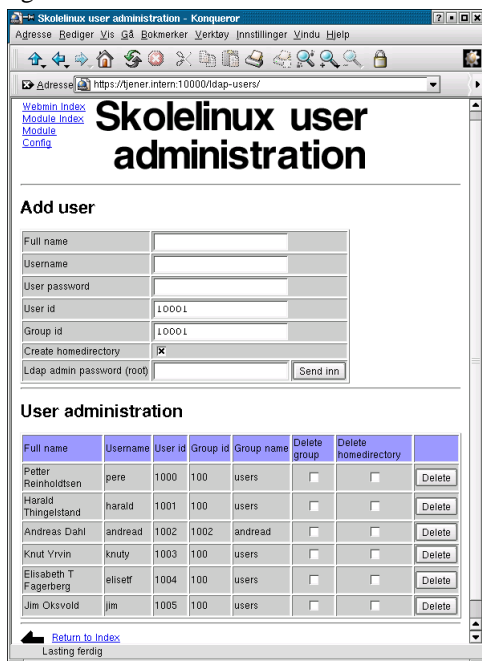 Skolelinux user administration - Konqueror
Adresse Rediger Vis Gå Bokmerker Verktøy Innstillinger Vindu Hjelp
Adresse https://tjener.intern:10000/ldap-users/
Webmin Index
Module Index
Module
Config
Skolelinux user
administration
Add user
Full name
Username
User password
User id 10001
Group id 10001
Create homedirectory
Ldap admin password (root) Send inn
User administration
Full name Username User id Group id Group name Delete group Delete homedirectory
Petter Reinholdtsen pere 1000 100 users Delete
Harald Thingelstand harald 1001 100 users Delete
Andreas Dahl andread 1002 1002 andread Delete
Knut Yrvin knuty 1003 100 users Delete
Elisabeth T Fagerberg elisetf 1004 100 users Delete
Jim Oksvold jim 1005 100 users Delete
Return to Index
Lasting ferdig